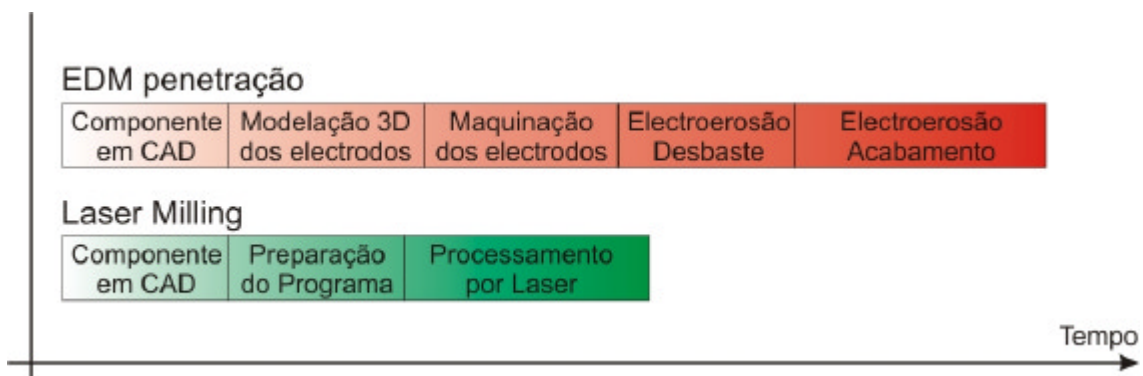 EDM penetração
Componente em CAD
Modelação 3D dos electrodos
Maquinação dos electrodos
Electroerosão Desbaste
Electroerosão Acabamento
Laser Milling
Componente em CAD
Preparação do Programa
Processamento por Laser
Tempo